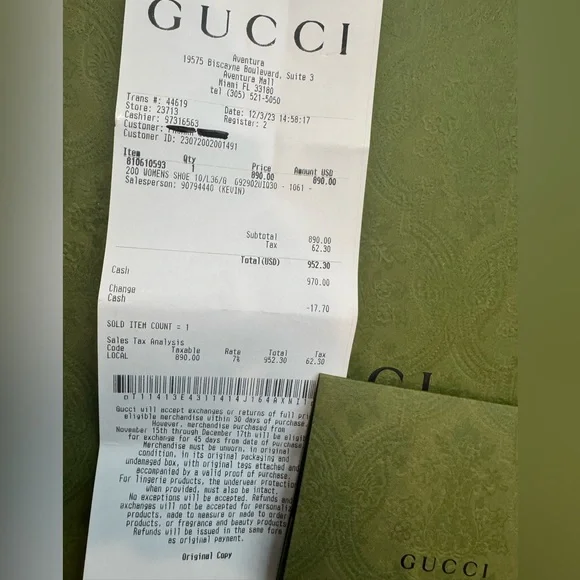 GUCCI
Aventura
19575 Biscayne Boulevard, Suite 3
Aventura Mall
Miami FL 33180
tel (305) 521-5050
Trans #: 44619
Store: 23713 Date: 12/3/23 14:58:17
Cashier: 97316563 Register: 2
Customer:
Customer ID: 23072002001491
Item Qty Price Amount USD
810610593 1 890.00 890.00
200 WOMENS SHOE 10/L36/Q 692902UIQ30 - 1061 -
Salesperson: 90794440 (KEVIN)
Subtotal 890.00
Tax 62.30
Total(USD) 952.30
Cash 970.00
Change
Cash -17.70
SOLD ITEM COUNT = 1
Sales Tax Analysis
Code Taxable Rate Total Tax
LOCAL 890.00 7% 952.30 62.30
Gucci will accept exchanges or returns of full pri
eligible merchandise within 30 days of purchase.
However, merchandise purchased from
November 15th through December 17th will be eligib
for exchange for 45 days from date of purchase.
Merchandise must be unworn, in original
condition, in its original packaging and
undamaged box, with original tags attached and
accompanied by a valid proof of purchase.
For lingerie products, the underwear protection
when provided, must also be intact.
No exceptions will be accepted. Refunds and
exchanges will not be accepted for personaliz
products, made to measure or made to order
products, or fragrance and beauty products
Refunds will be issued in the same form
as original payment.
Original Copy
CI
GUCCI